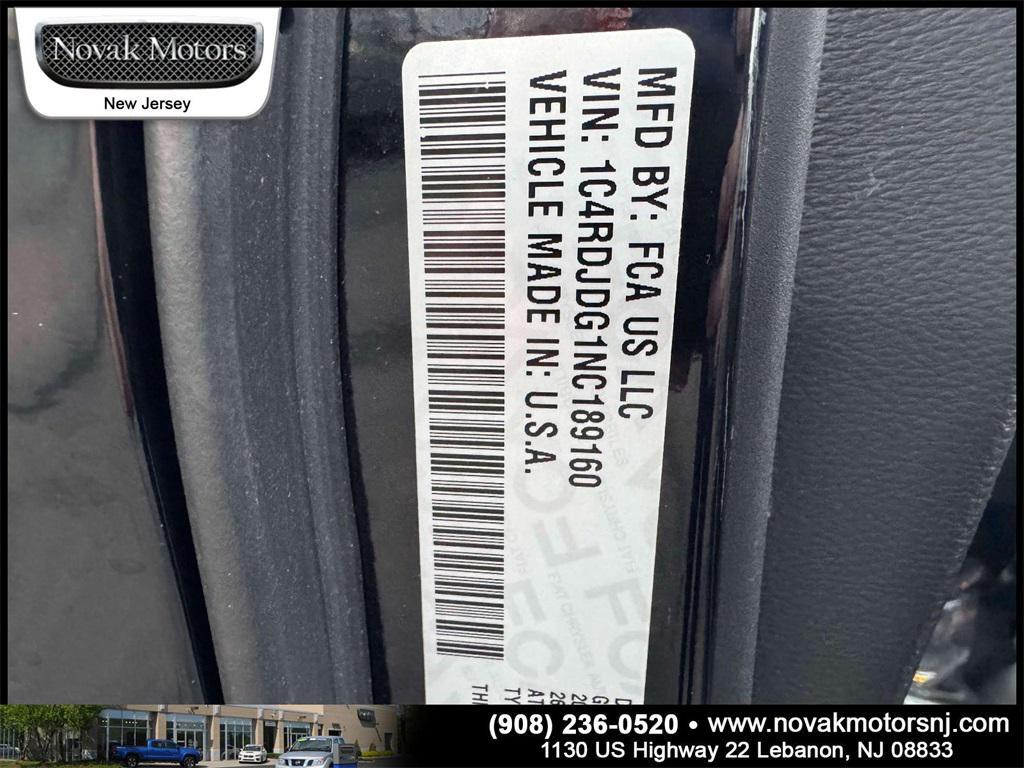 Novak Motors
New Jersey
MFD BY: FCA US LLC
VIN: 1C4RDJDG1NC189160
VEHICLE MADE IN: U.S.A.
(908) 236-0520 • www.novakmotorsnj.com
1130 US Highway 22 Lebanon, NJ 08833